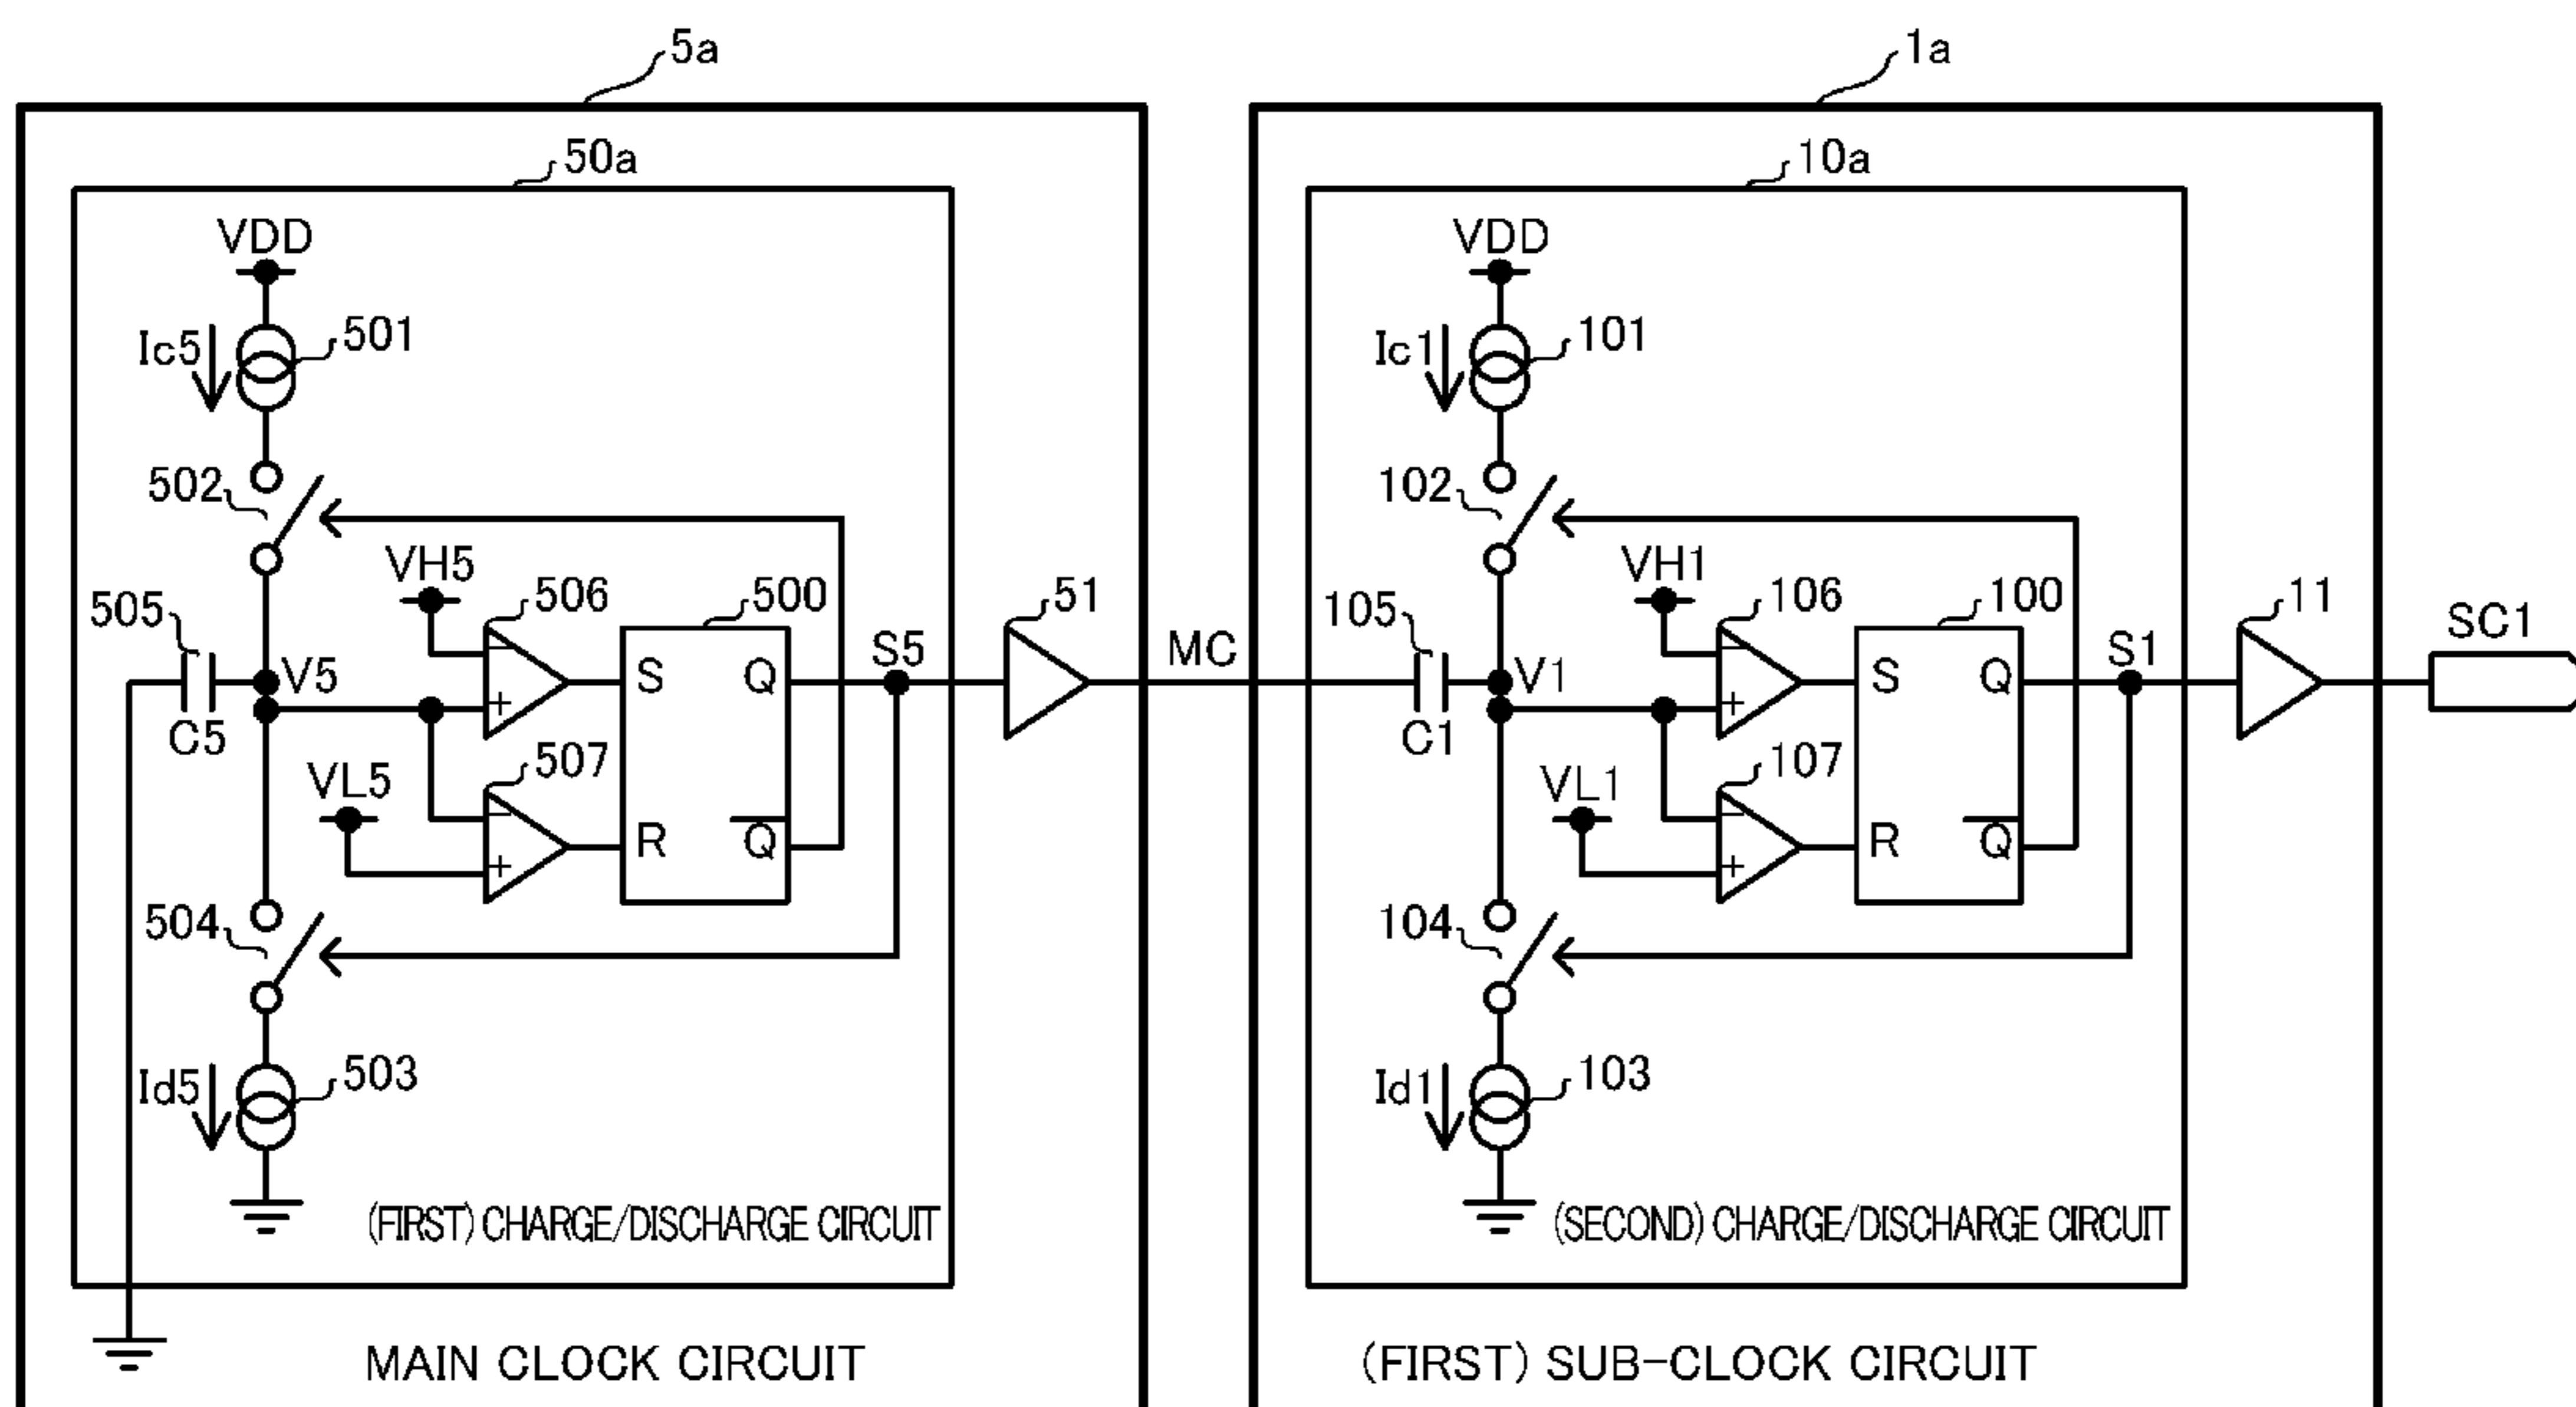 5a
1a
50a
10a
VDD
VDD
Ic5
501
Ic1
101
502
102
VH5
VH1
505
506
500
51
105
106
100
11
S5
MC
S1
SC1
V5
S
Q
V1
S
Q
−
+
−
+
C5
C1
VL5
507
VL1
107
−
+
R
Q
−
+
R
Q
504
104
Id5
503
Id1
103
(FIRST) CHARGE/DISCHARGE CIRCUIT
(SECOND) CHARGE/DISCHARGE CIRCUIT
MAIN CLOCK CIRCUIT
(FIRST) SUB-CLOCK CIRCUIT